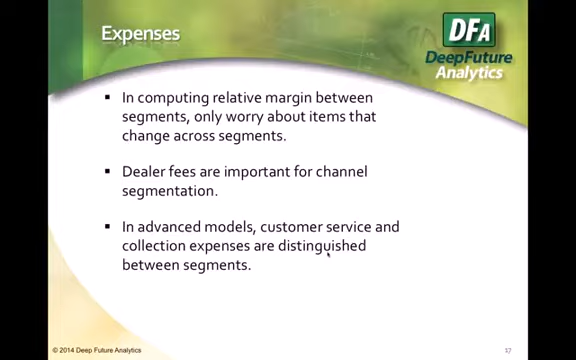 Expenses
DFA
DeepFuture
Analytics
▪ In computing relative margin between
segments, only worry about items that
change across segments.
▪ Dealer fees are important for channel
segmentation.
▪ In advanced models, customer service and
collection expenses are distinguished
between segments.
© 2014 Deep Future Analytics
17